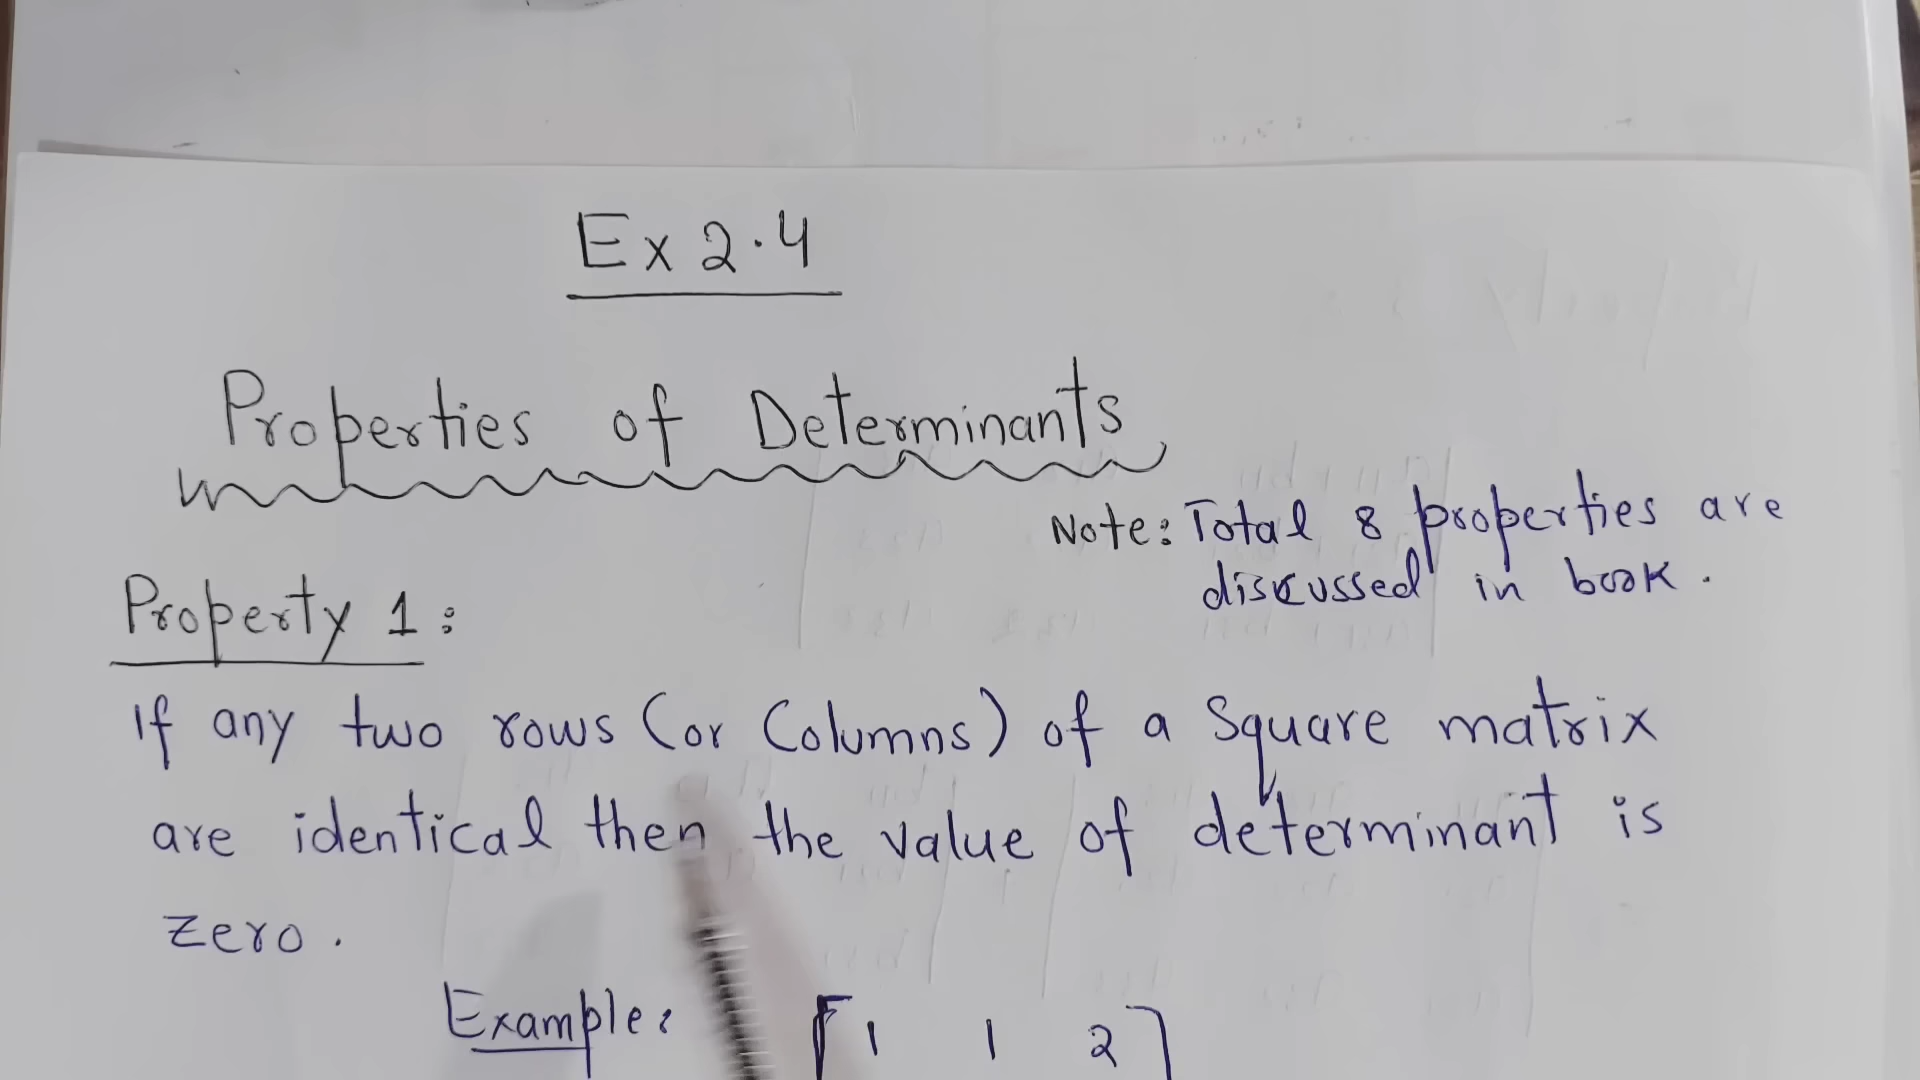 Ex 2.4
Properties of Determinants
Note: Total 8 properties are
discussed in book.
Property 1:
If any two rows (or Columns) of a Square matrix
are identical then the value of determinant is
zero.
Example:
[ 1 1 2 ]